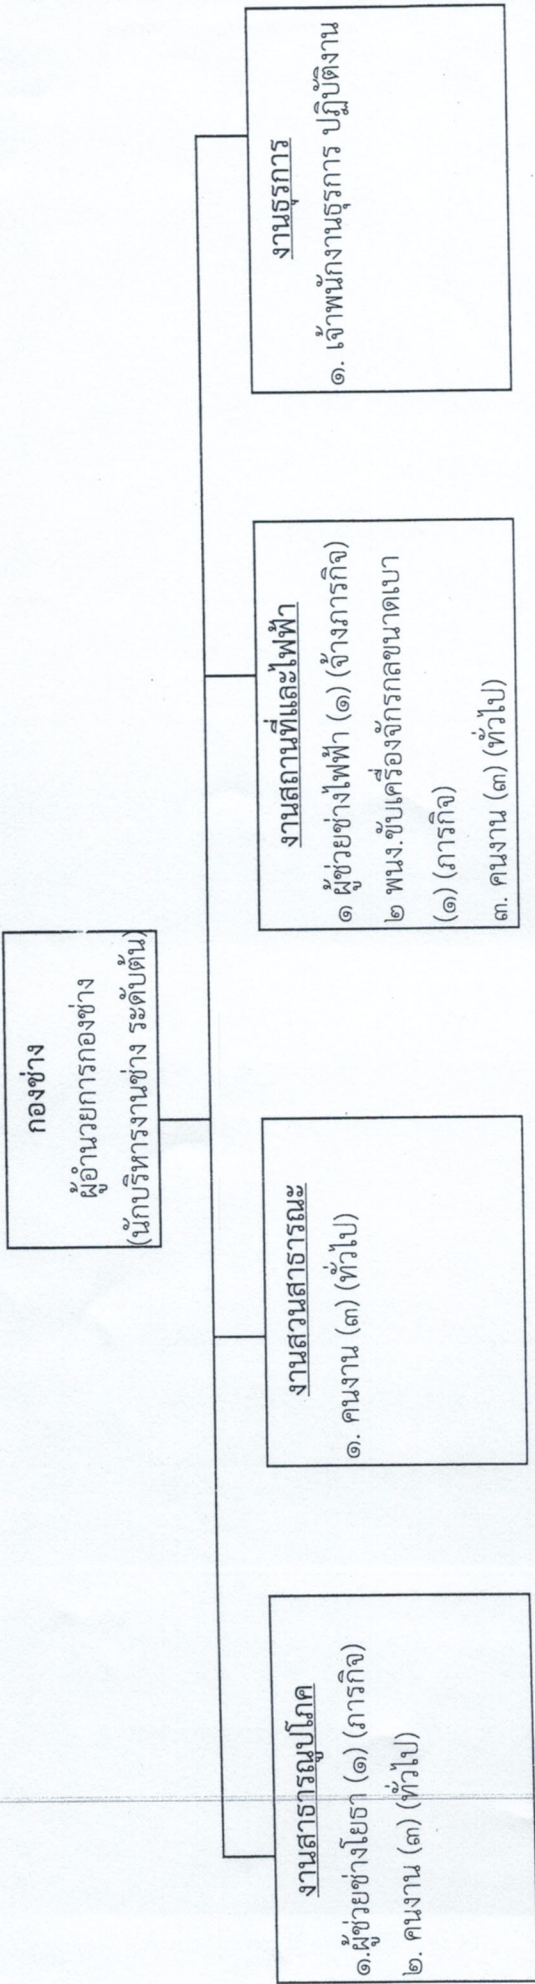 กองช่าง
ผู้อำนวยการกองช่าง
(นักบริหารงานช่าง ระดับต้น)
งานสาธารณูปโภค
๑.ผู้ช่วยช่างโยธา (๑) (ภารกิจ)
๒. คนงาน (๓) (ทั่วไป)
งานสวนสาธารณะ
๑. คนงาน (๓) (ทั่วไป)
งานสถานที่และไฟฟ้า
๑ ผู้ช่วยช่างไฟฟ้า (๑) (จ้างภารกิจ)
๒ พนง.ขับเครื่องจักรกลขนาดเบา
(๑) (ภารกิจ)
๓. คนงาน (๓) (ทั่วไป)
งานธุรการ
๑. เจ้าพนักงานธุรการ ปฏิบัติงาน